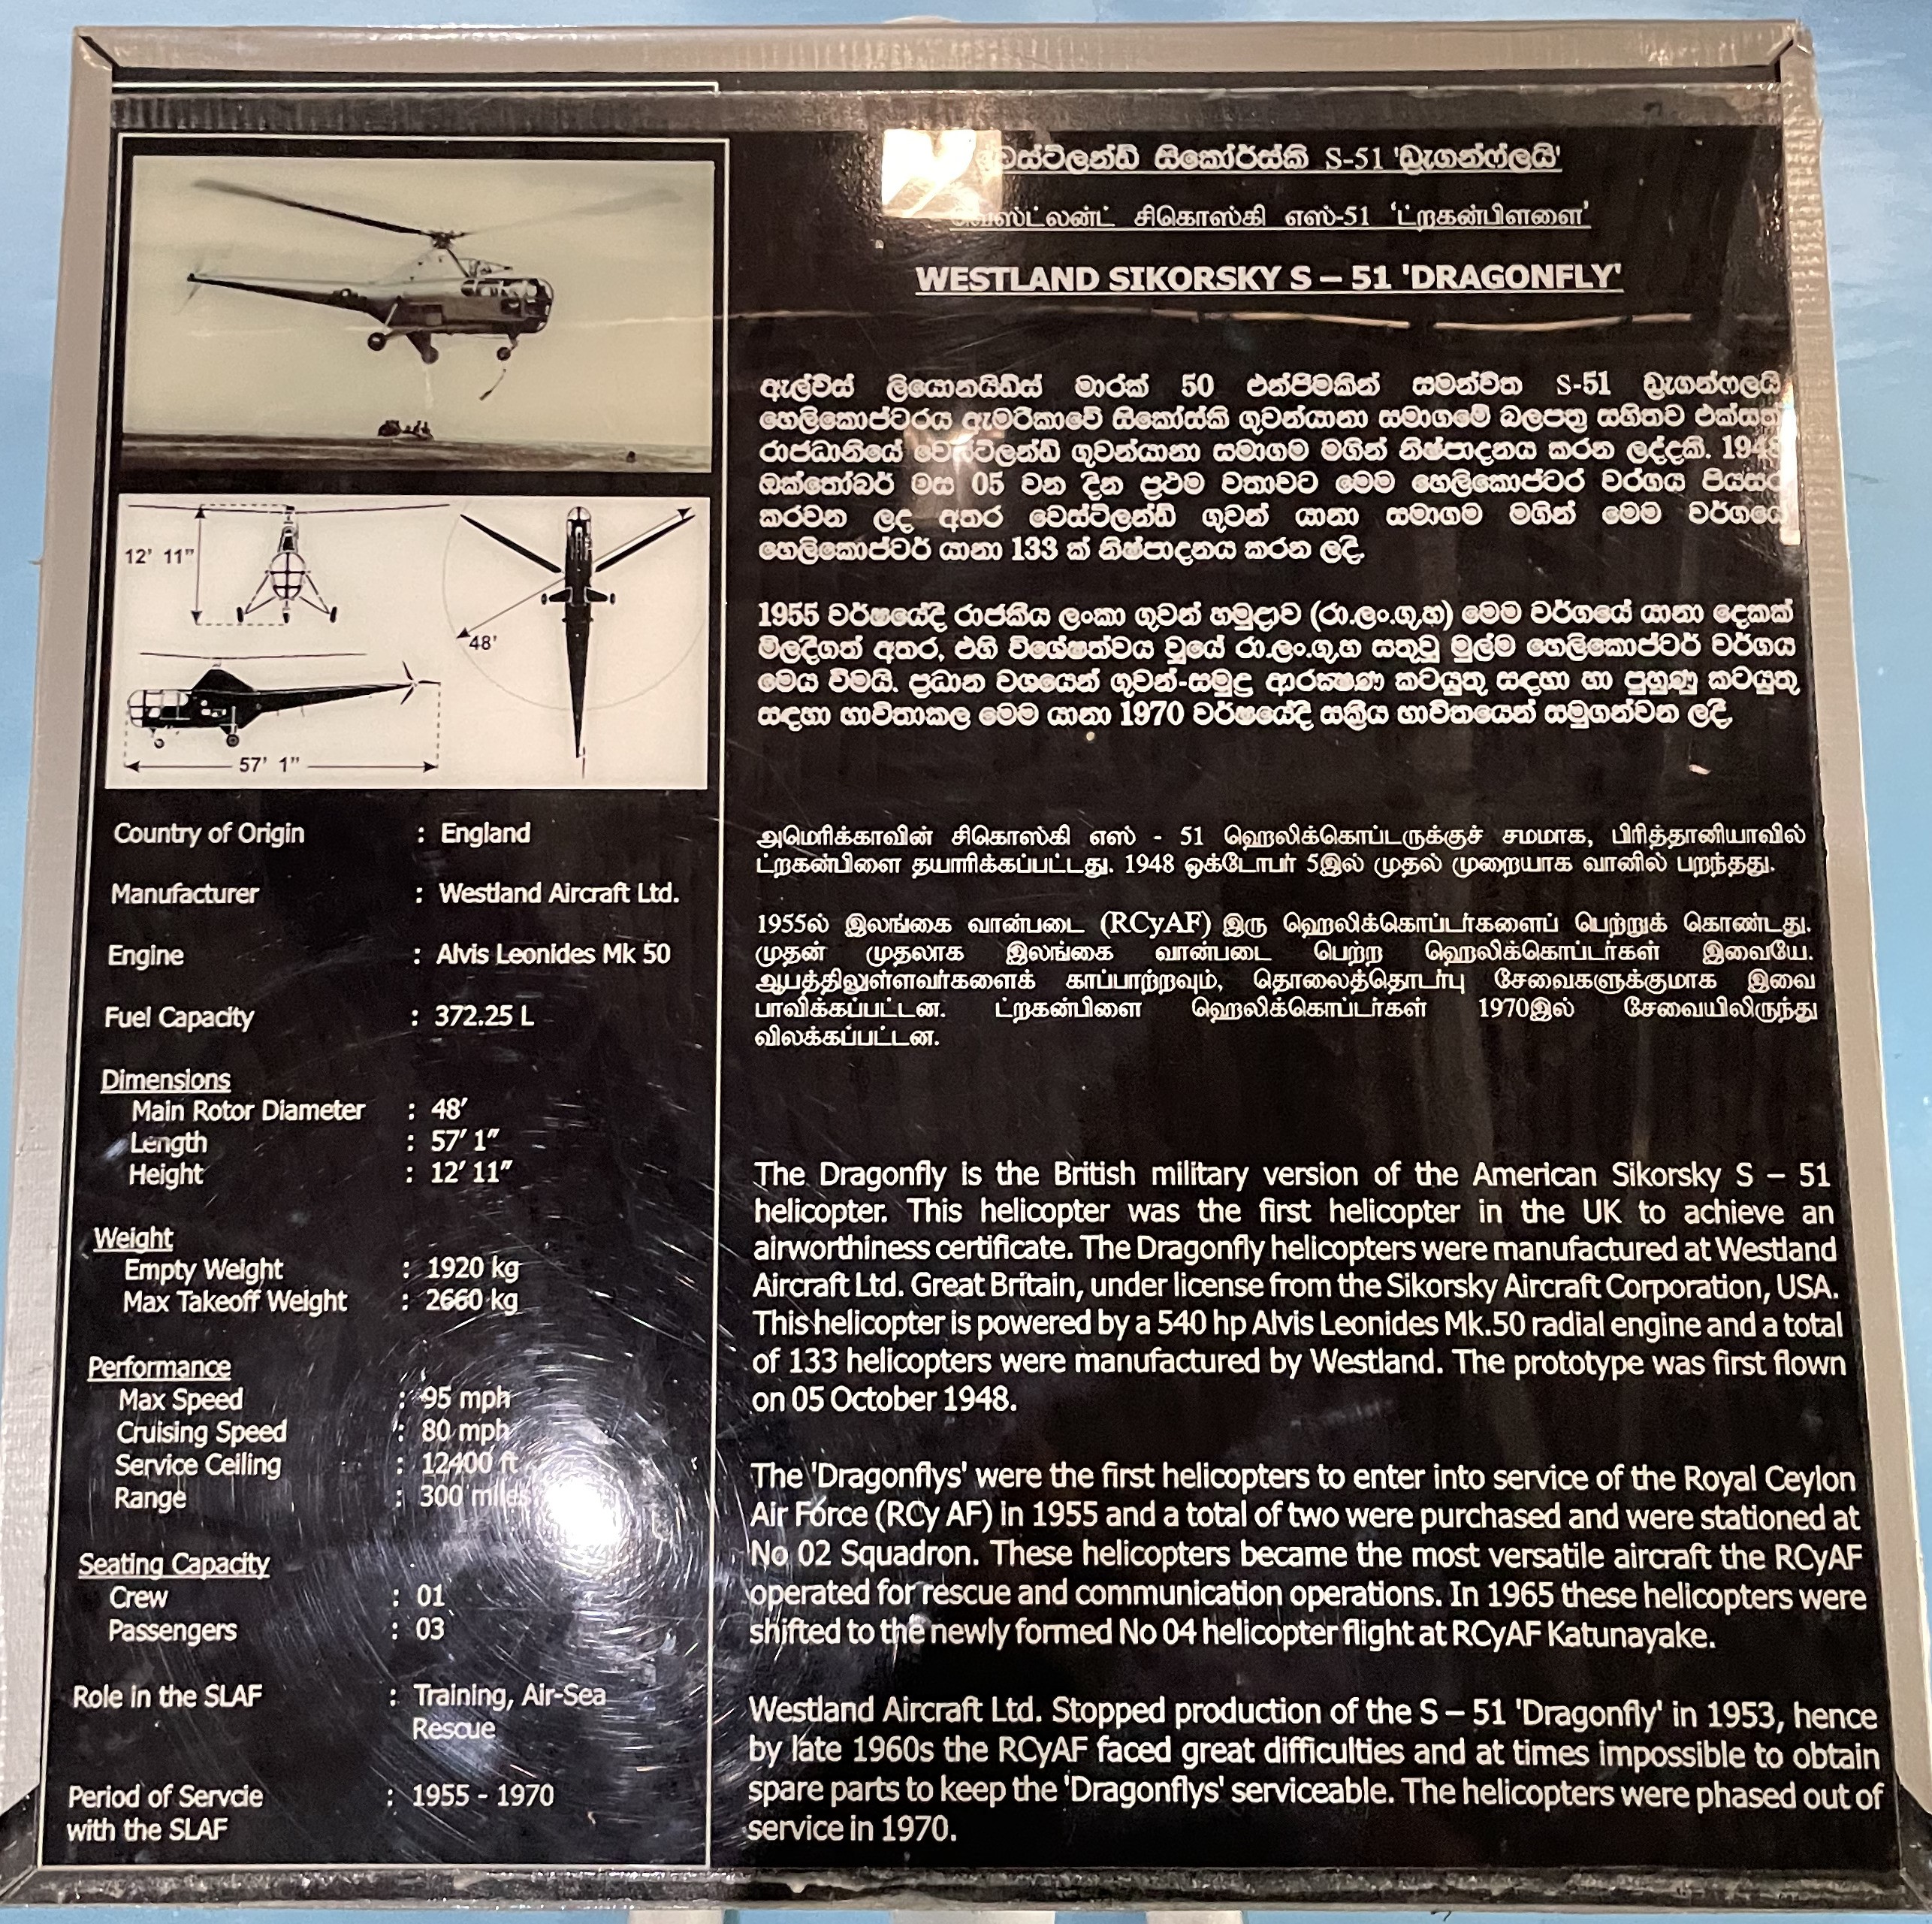 වෙස්ට්ලන්ඩ් සිකෝර්ස්කි S-51 'ඩ්‍රැගන්ෆ්ලයි'
வெஸ்ட்லன்ட் சிகொஸ்கி எஸ்-51 ‘ட்றகன்பிளளை’
WESTLAND SIKORSKY S – 51 'DRAGONFLY'
12' 11"
48'
57' 1"
Country of Origin : England
Manufacturer : Westland Aircraft Ltd.
Engine : Alvis Leonides Mk 50
Fuel Capacity : 372.25 L
Dimensions
Main Rotor Diameter : 48'
Length : 57' 1"
Height : 12' 11"
Weight
Empty Weight : 1920 kg
Max Takeoff Weight : 2660 kg
Performance
Max Speed : 95 mph
Cruising Speed : 80 mph
Service Ceiling : 12400 ft
Range : 300 miles
Seating Capacity
Crew : 01
Passengers : 03
Role in the SLAF : Training, Air-Sea
Rescue
Period of Servcie : 1955 - 1970
with the SLAF
ඇල්විස් ලියොනයිඩ්ස් මාරක් 50 එන්ජිමකින් සමන්විත S-51 ඩ්‍රැගන්ෆලයි
හෙලිකොප්ටරය ඇමරිකාවේ සිකෝස්කි ගුවන්යානා සමාගමේ බලපත්‍ර සහිතව එක්සත්
රාජධානියේ වෙස්ට්ලන්ඩ් ගුවන්යානා සමාගම මගින් නිෂ්පාදනය කරන ලද්දකි. 1948
ඔක්තෝබර් මස 05 වන දින ප්‍රථම වතාවට මෙම හෙලිකොප්ටර වරගය පියසර
කරවන ලද අතර වෙස්ට්ලන්ඩ් ගුවන් යානා සමාගම මගින් මෙම වර්ගයේ
හෙලිකොප්ටර් යානා 133 ක් නිෂ්පාදනය කරන ලදි.
1955 වර්ෂයේදී රාජකීය ලංකා ගුවන් හමුදාව (රා.ලං.ගු.හ) මෙම වර්ගයේ යානා දෙකක්
මිලදීගත් අතර, එහි විශේෂත්වය වූයේ රා.ලං.ගු.හ සතුවූ මුල්ම හෙලිකොප්ටර් වර්ගය
මෙය වීමයි. ප්‍රධාන වශයෙන් ගුවන්-සමුද්‍ර ආරක්ෂණ කටයුතු සඳහා හා පුහුණු කටයුතු
සඳහා භාවිතාකල මෙම යානා 1970 වර්ෂයේදී සක්‍රීය භාවිතයෙන් සමුගන්වන ලදි.
அமெரிக்காவின் சிகொஸ்கி எஸ் - 51 ஹெலிக்கொப்டருக்குச் சமமாக, பிரித்தானியாவில்
ட்றகன்பிளை தயாரிக்கப்பட்டது. 1948 ஒக்டோபர் 5இல் முதல் முறையாக வானில் பறந்தது.
1955ல் இலங்கை வான்படை (RCyAF) இரு ஹெலிக்கொப்டர்களைப் பெற்றுக் கொண்டது.
முதன் முதலாக இலங்கை வான்படை பெற்ற ஹெலிக்கொப்டர்கள் இவையே.
ஆபத்திலுள்ளவர்களைக் காப்பாற்றவும், தொலைத்தொடர்பு சேவைகளுக்குமாக இவை
பாவிக்கப்பட்டன. ட்றகன்பிளை ஹெலிக்கொப்டர்கள் 1970இல் சேவையிலிருந்து
விலக்கப்பட்டன.
The Dragonfly is the British military version of the American Sikorsky S – 51
helicopter. This helicopter was the first helicopter in the UK to achieve an
airworthiness certificate. The Dragonfly helicopters were manufactured at Westland
Aircraft Ltd. Great Britain, under license from the Sikorsky Aircraft Corporation, USA.
This helicopter is powered by a 540 hp Alvis Leonides Mk.50 radial engine and a total
of 133 helicopters were manufactured by Westland. The prototype was first flown
on 05 October 1948.
The 'Dragonflys' were the first helicopters to enter into service of the Royal Ceylon
Air Force (RCy AF) in 1955 and a total of two were purchased and were stationed at
No 02 Squadron. These helicopters became the most versatile aircraft the RCyAF
operated for rescue and communication operations. In 1965 these helicopters were
shifted to the newly formed No 04 helicopter flight at RCyAF Katunayake.
Westland Aircraft Ltd. Stopped production of the S – 51 'Dragonfly' in 1953, hence
by late 1960s the RCyAF faced great difficulties and at times impossible to obtain
spare parts to keep the 'Dragonflys' serviceable. The helicopters were phased out of
service in 1970.